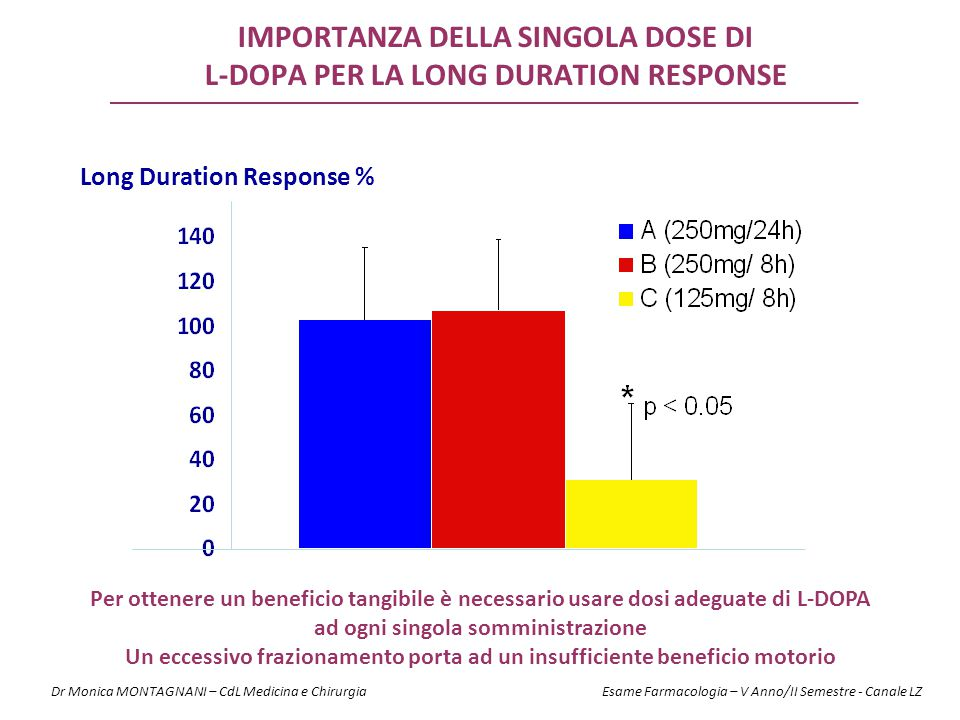 IMPORTANZA DELLA SINGOLA DOSE DI
L-DOPA PER LA LONG DURATION RESPONSE
Long Duration Response %
140
120
100
80
60
40
20
0
A (250mg/24h)
B (250mg/ 8h)
C (125mg/ 8h)
* p < 0.05
Per ottenere un beneficio tangibile è necessario usare dosi adeguate di L-DOPA
ad ogni singola somministrazione
Un eccessivo frazionamento porta ad un insufficiente beneficio motorio
Dr Monica MONTAGNANI – CdL Medicina e Chirurgia
Esame Farmacologia – V Anno/II Semestre - Canale LZ